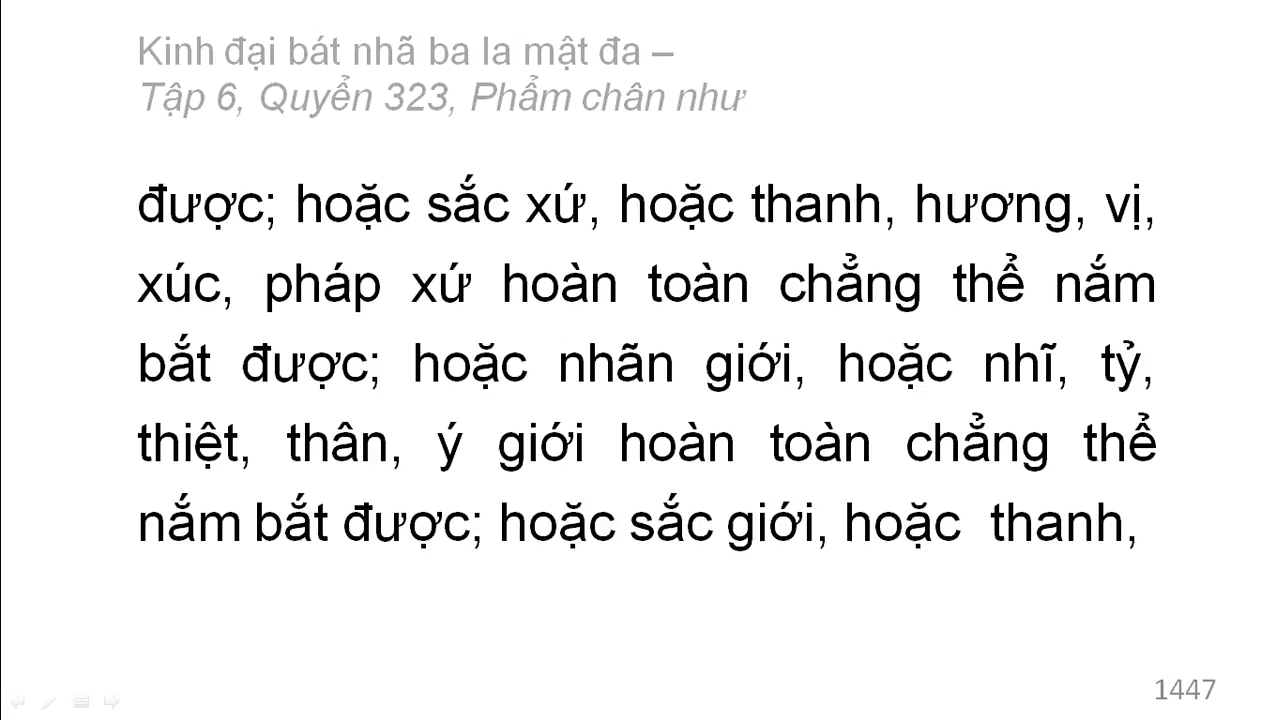 Kinh đại bát nhã ba la mật đa –
Tập 6, Quyển 323, Phẩm chân như
được; hoặc sắc xứ, hoặc thanh, hương, vị,
xúc, pháp xứ hoàn toàn chẳng thể nắm
bắt được; hoặc nhãn giới, hoặc nhĩ, tỷ,
thiệt, thân, ý giới hoàn toàn chẳng thể
nắm bắt được; hoặc sắc giới, hoặc thanh,
1447